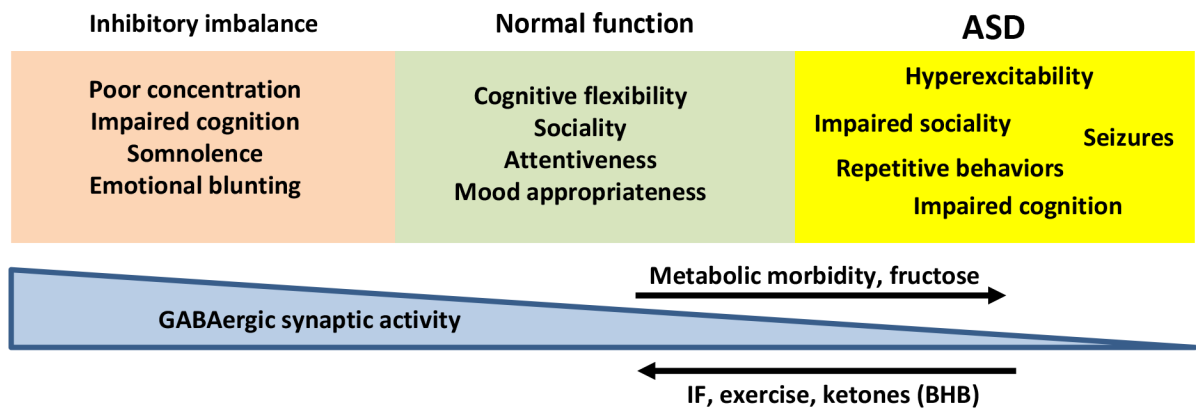 Inhibitory imbalance
Normal function
ASD
Poor concentration
Impaired cognition
Somnolence
Emotional blunting
Cognitive flexibility
Sociality
Attentiveness
Mood appropriateness
Hyperexcitability
Impaired sociality
Seizures
Repetitive behaviors
Impaired cognition
Metabolic morbidity, fructose
GABAergic synaptic activity
IF, exercise, ketones (BHB)